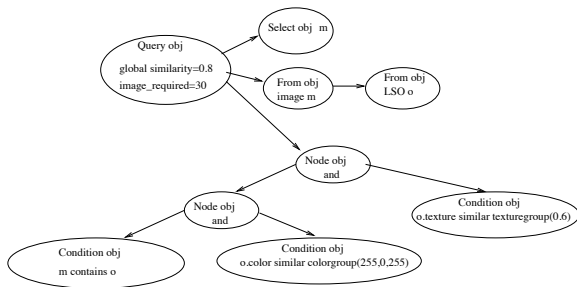 Select obj m
Query obj
global similarity=0.8
image_required=30
From obj
image m
From obj
LSO o
Node obj
and
Node obj
and
Condition obj
o.texture similar texturegroup(0.6)
Condition obj
m contains o
Condition obj
o.color similar colorgroup(255,0,255)